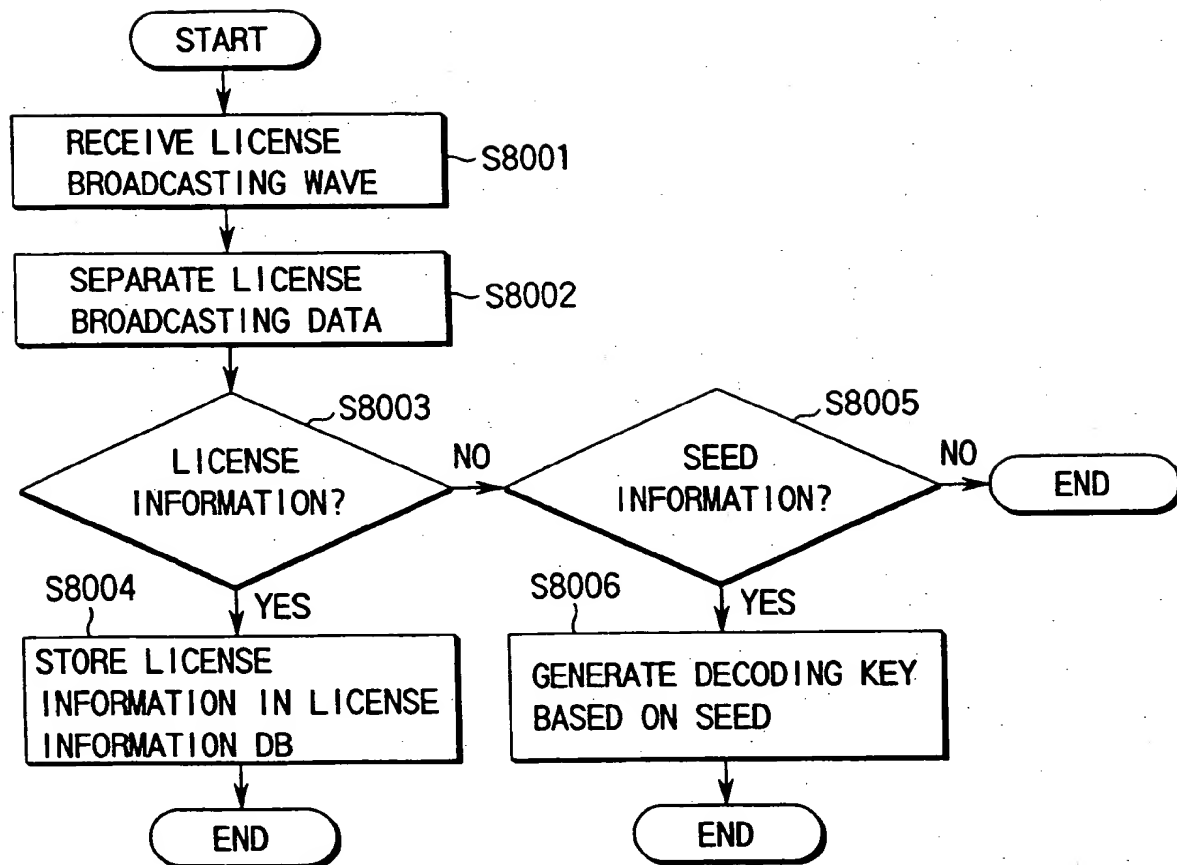 START
RECEIVE LICENSE
BROADCASTING WAVE
S8001
SEPARATE LICENSE
BROADCASTING DATA
S8002
S8003
LICENSE
INFORMATION?
NO
S8005
SEED
INFORMATION?
NO
END
S8004
YES
STORE LICENSE
INFORMATION IN LICENSE
INFORMATION DB
END
S8006
YES
GENERATE DECODING KEY
BASED ON SEED
END